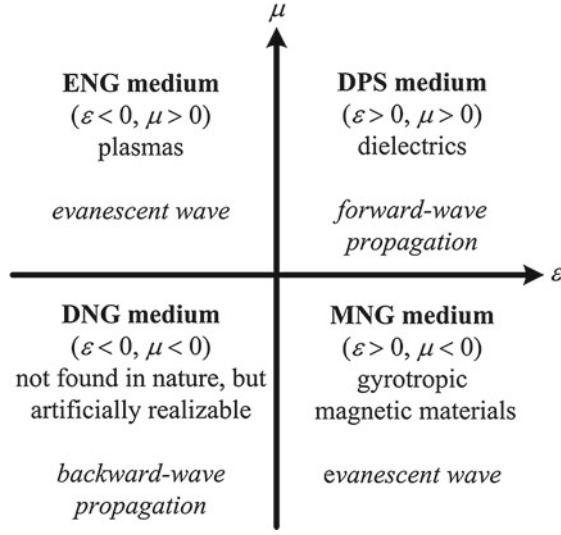 μ
ENG medium
(ε < 0, μ > 0)
plasmas
evanescent wave
DPS medium
(ε > 0, μ > 0)
dielectrics
forward-wave
propagation
ε
DNG medium
(ε < 0, μ < 0)
not found in nature, but
artificially realizable
backward-wave
propagation
MNG medium
(ε > 0, μ < 0)
gyrotropic
magnetic materials
evanescent wave